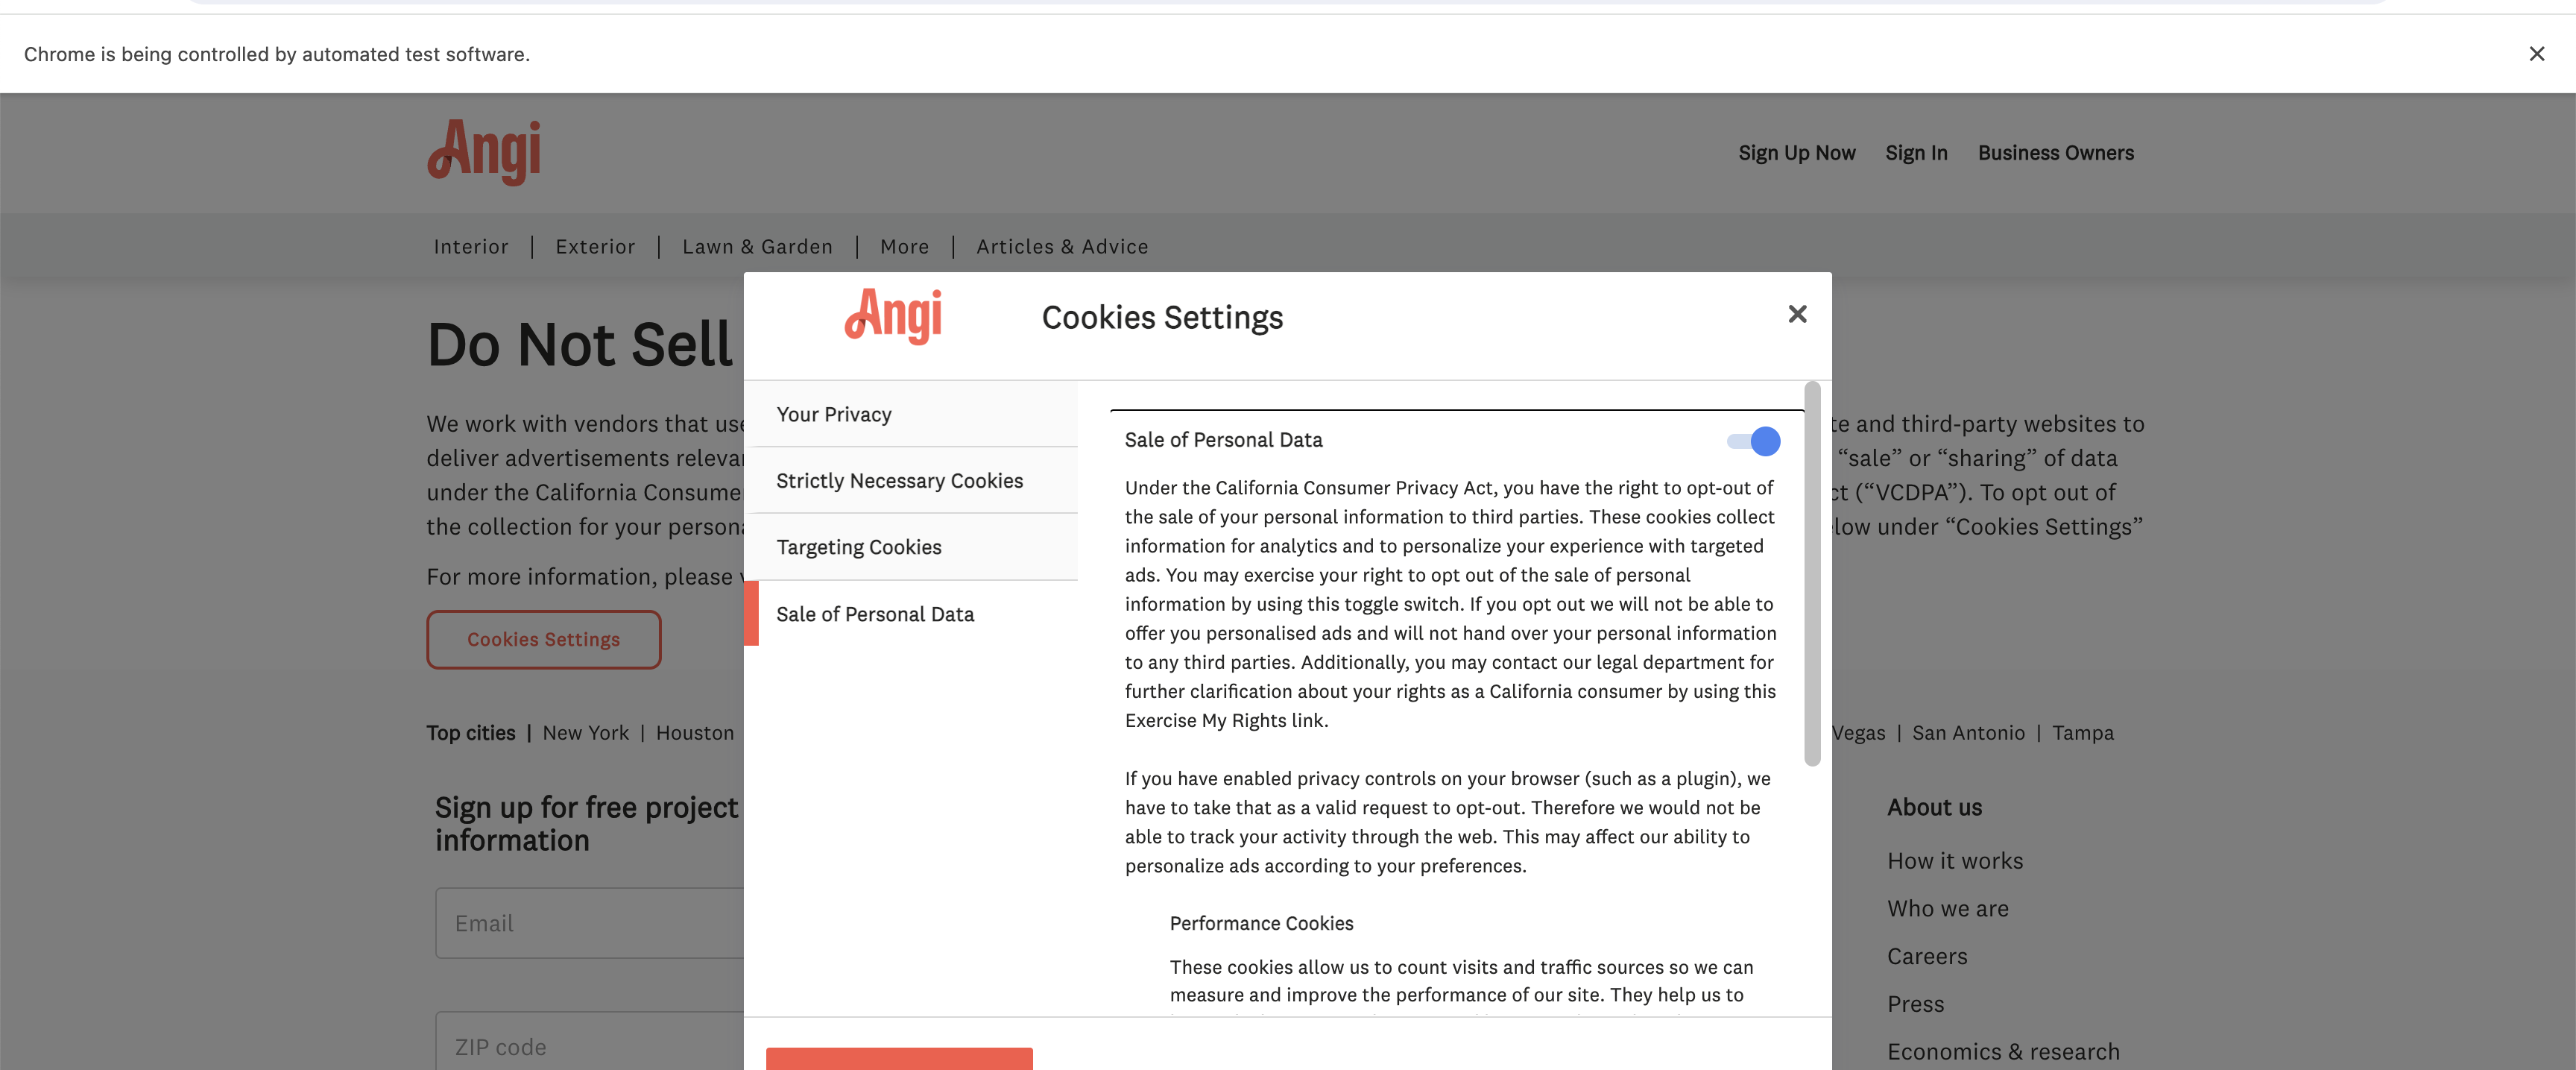 Chrome is being controlled by automated test software.
Angi
Sign Up Now Sign In Business Owners
Interior | Exterior | Lawn & Garden | More | Articles & Advice
Do Not Sell
We work with vendors that use
deliver advertisements releva
under the California Consume
the collection for your persona
For more information, please
Cookies Settings
Top cities | New York | Houston
Sign up for free project
information
Email
ZIP code
Angi
Cookies Settings
Your Privacy
Strictly Necessary Cookies
Targeting Cookies
Sale of Personal Data
Sale of Personal Data
Under the California Consumer Privacy Act, you have the right to opt-out of
the sale of your personal information to third parties. These cookies collect
information for analytics and to personalize your experience with targeted
ads. You may exercise your right to opt out of the sale of personal
information by using this toggle switch. If you opt out we will not be able to
offer you personalised ads and will not hand over your personal information
to any third parties. Additionally, you may contact our legal department for
further clarification about your rights as a California consumer by using this
Exercise My Rights link.
If you have enabled privacy controls on your browser (such as a plugin), we
have to take that as a valid request to opt-out. Therefore we would not be
able to track your activity through the web. This may affect our ability to
personalize ads according to your preferences.
Performance Cookies
These cookies allow us to count visits and traffic sources so we can
measure and improve the performance of our site. They help us to
te and third-party websites to
“sale” or “sharing” of data
ct (“VCDPA”). To opt out of
low under “Cookies Settings”
Vegas | San Antonio | Tampa
About us
How it works
Who we are
Careers
Press
Economics & research